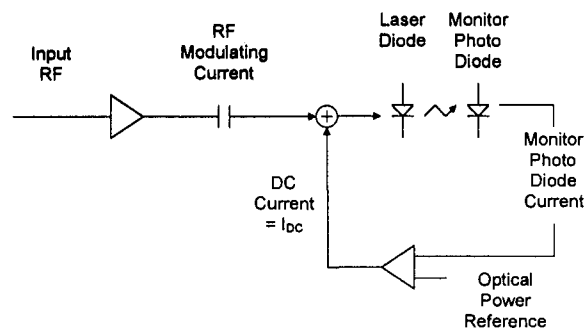 Input
RF
RF
Modulating
Current
Laser
Diode
Monitor
Photo
Diode
Monitor
Photo
Diode
Current
DC
Current
= I_DC
Optical
Power
Reference